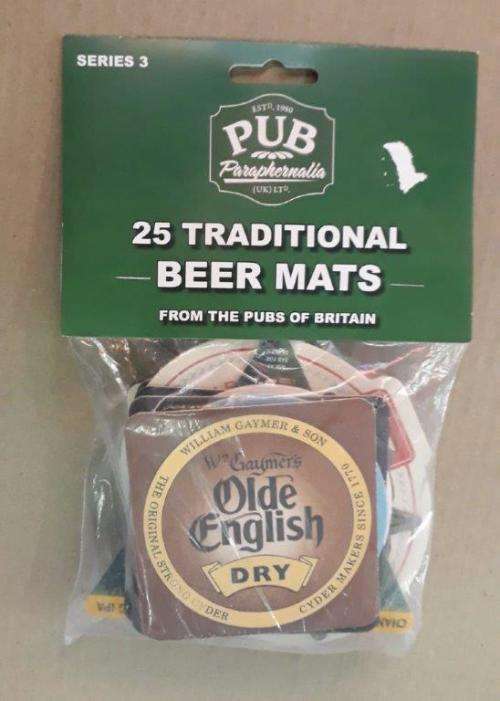 SERIES 3
ESTD. 1980
PUB
Paraphernalia
(UK) LTD.
25 TRADITIONAL
BEER MATS
FROM THE PUBS OF BRITAIN
WILLIAM GAYMER & SON
THE ORIGINAL STRONG CYDER
CYDER MAKERS SINCE 1770
Wm Gaymer's
Olde
English
DRY
IPA